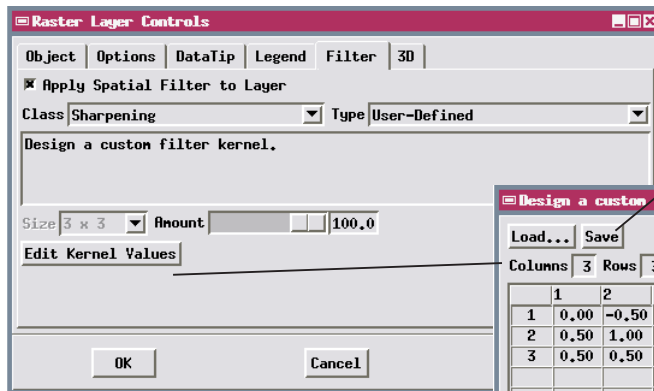 Raster Layer Controls
Object Options DataTip Legend Filter 3D
Apply Spatial Filter to Layer
Class Sharpening Type User-Defined
Design a custom filter kernel.
Size 3 x 3 Amount 100.0
Edit Kernel Values
OK Cancel
Design a custom
Load... Save
Columns 3 Rows 3
1 2
1 0.00 -0.50
2 0.50 1.00
3 0.50 0.50